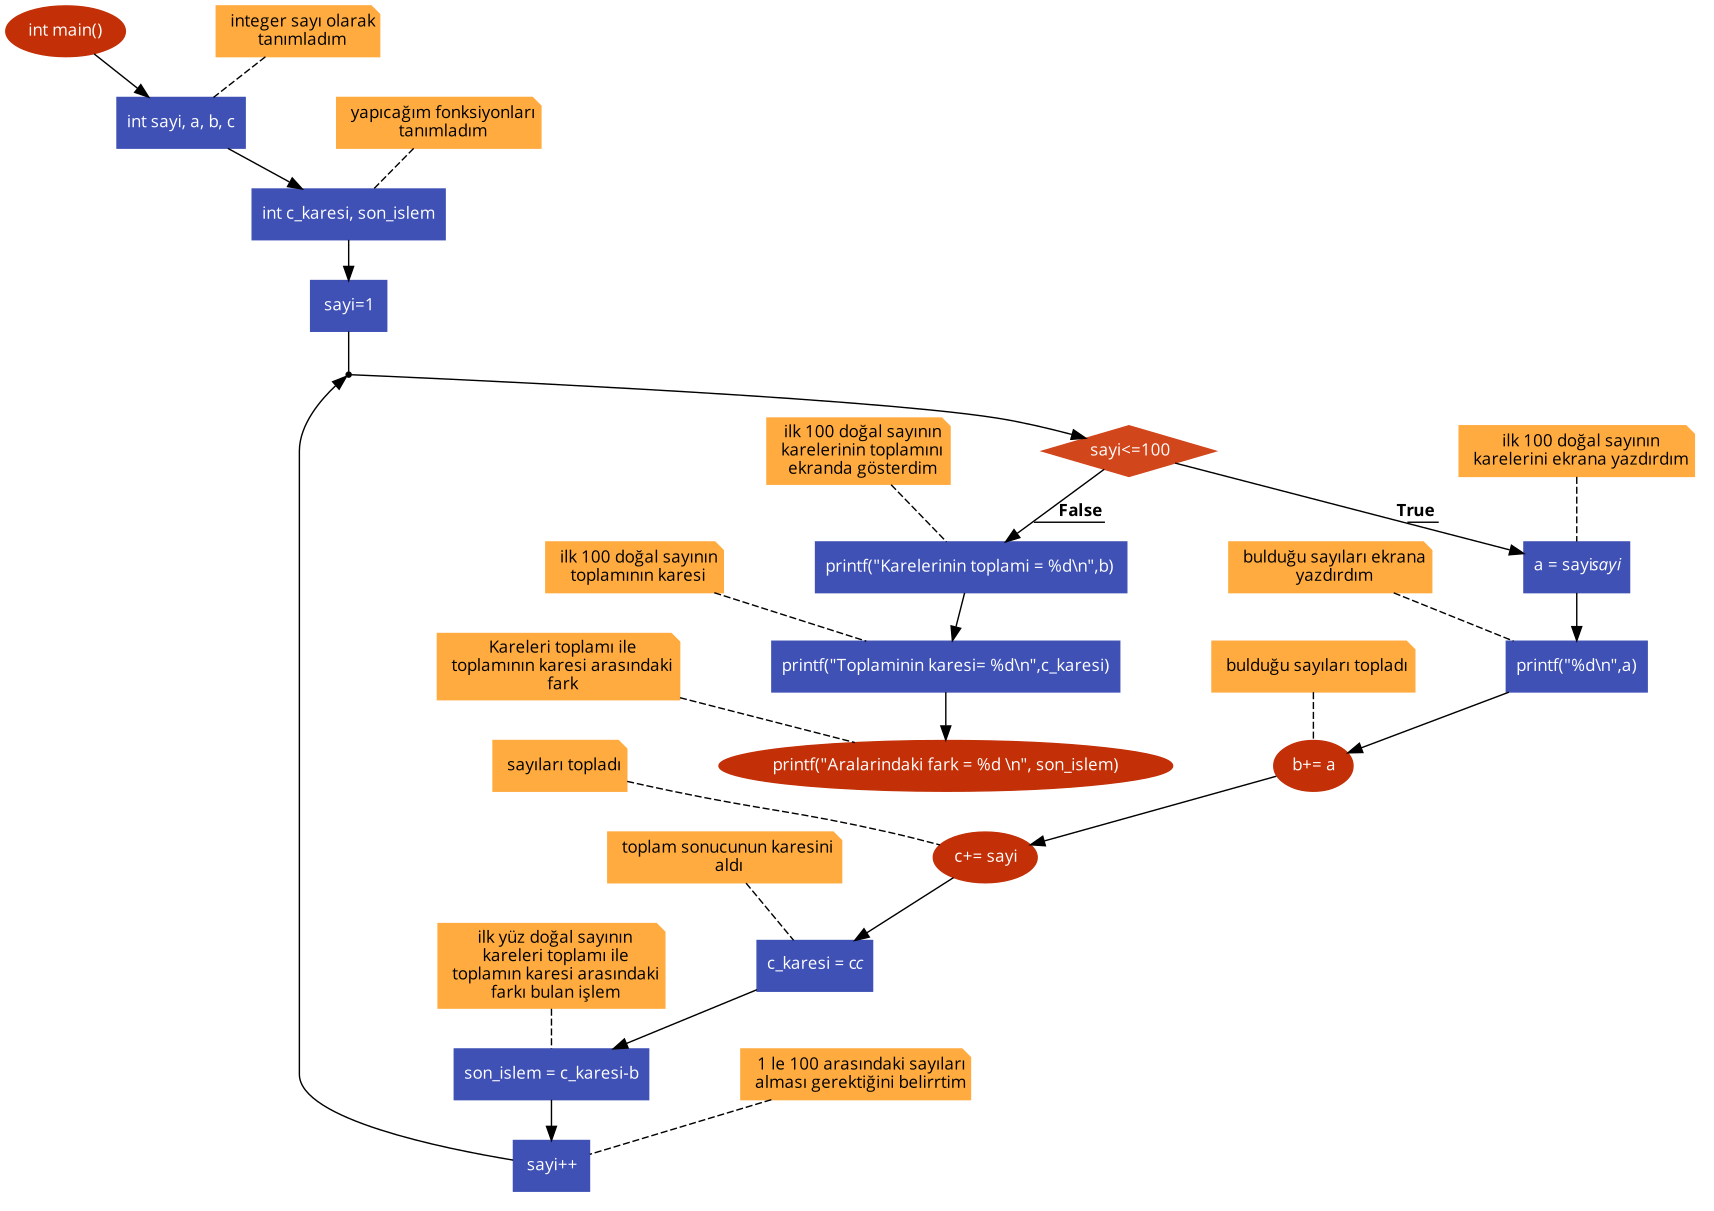 int main()
integer sayı olarak
tanımladım
int sayi, a, b, c
yapıcağım fonksiyonları
tanımladım
int c_karesi, son_islem
sayi=1
sayi<=100
ilk 100 doğal sayının
karelerinin toplamını
ekranda gösterdim
ilk 100 doğal sayının
karelerini ekrana yazdırdım
False
True
printf("Karelerinin toplami = %d\n",b)
a = sayisayi
ilk 100 doğal sayının
toplamının karesi
bulduğu sayıları ekrana
yazdırdım
printf("Toplaminin karesi= %d\n",c_karesi)
printf("%d\n",a)
Kareleri toplamı ile
toplamının karesi arasındaki
fark
bulduğu sayıları topladı
printf("Aralarindaki fark = %d \n", son_islem)
b+= a
sayıları topladı
c+= sayi
toplam sonucunun karesini
aldı
c_karesi = cc
ilk yüz doğal sayının
kareleri toplamı ile
toplamın karesi arasındaki
farkı bulan işlem
son_islem = c_karesi-b
1 le 100 arasındaki sayıları
alması gerektiğini belirrtim
sayi++